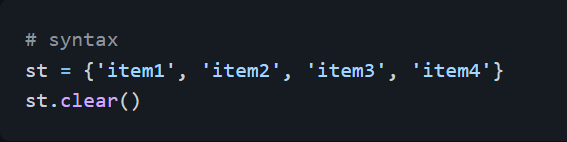 # syntax
st = {'item1', 'item2', 'item3', 'item4'}
st.clear()